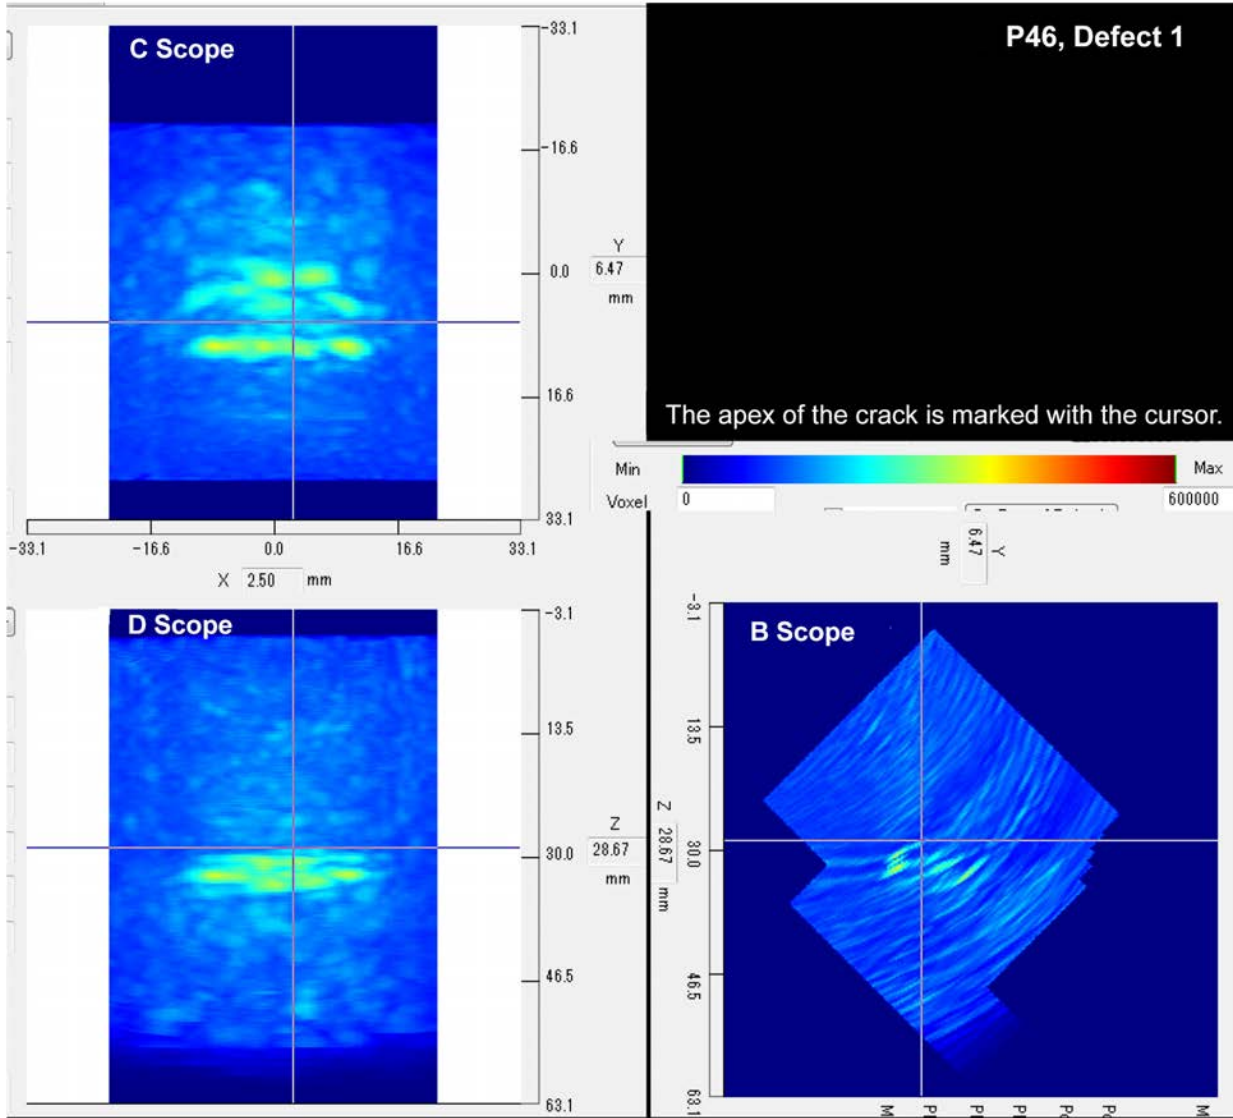 C Scope
-33.1
-16.6
0.0
16.6
33.1
-33.1
-16.6
0.0
16.6
33.1
X 2.50 mm
Y
6.47
mm
P46, Defect 1
The apex of the crack is marked with the cursor.
Min
Max
Voxel 0
600000
D Scope
-3.1
13.5
30.0
46.5
63.1
Z
28.67
mm
B Scope
Y
6.47
mm
-3.1
13.5
30.0
46.5
63.1
Z
28.67
mm